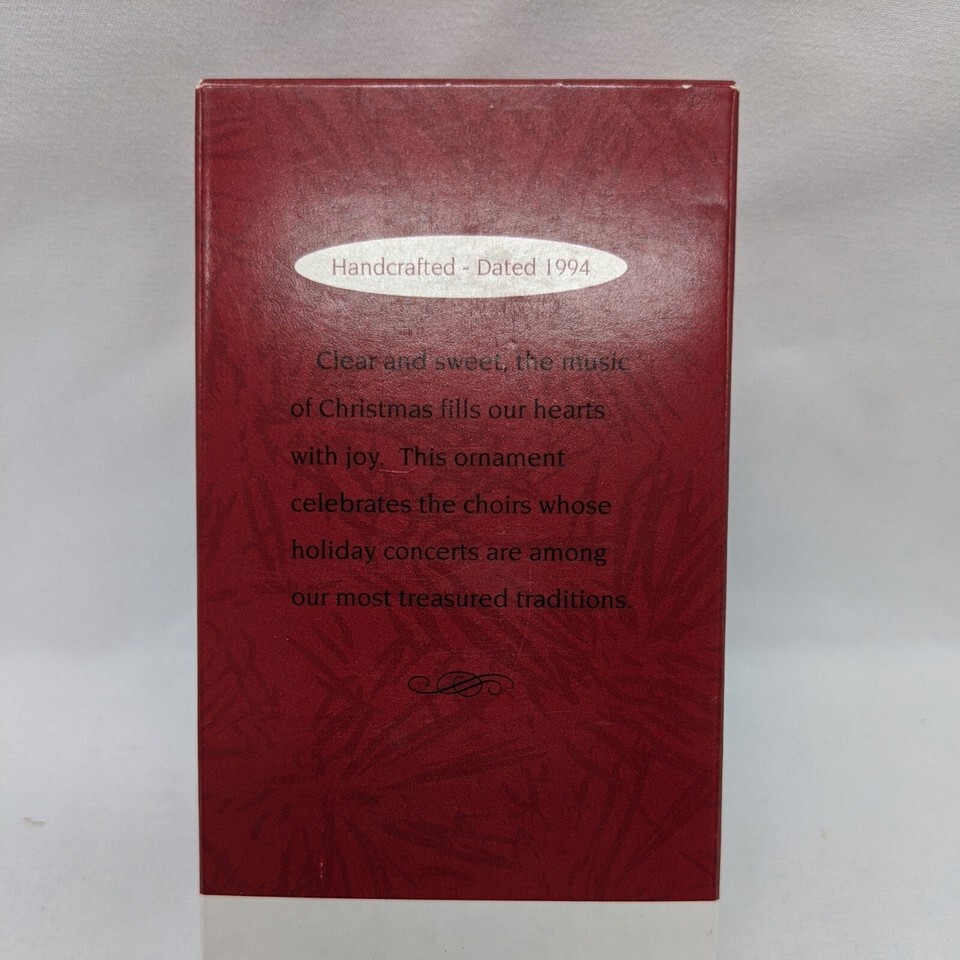 Handcrafted - Dated 1994
Clear and sweet, the music
of Christmas fills our hearts
with joy. This ornament
celebrates the choirs whose
holiday concerts are among
our most treasured traditions.